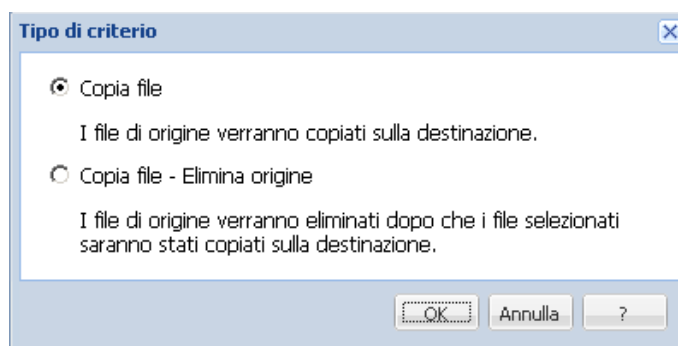 Tipo di criterio
Copia file
I file di origine verranno copiati sulla destinazione.
Copia file - Elimina origine
I file di origine verranno eliminati dopo che i file selezionati
saranno stati copiati sulla destinazione.
OK Annulla ?